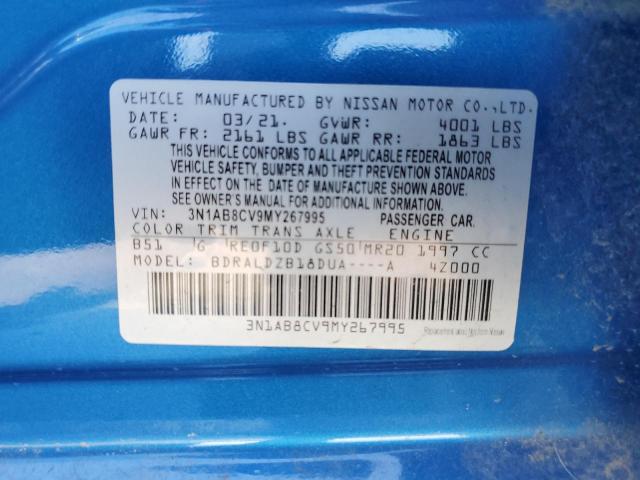 VEHICLE MANUFACTURED BY NISSAN MOTOR CO.,LTD.
DATE: 03/21. GVWR: 4001 LBS
GAWR FR: 2161 LBS GAWR RR: 1863 LBS
THIS VEHICLE CONFORMS TO ALL APPLICABLE FEDERAL MOTOR
VEHICLE SAFETY, BUMPER AND THEFT PREVENTION STANDARDS
IN EFFECT ON THE DATE OF MANUFACTURE SHOWN ABOVE.
SEE OWNER'S MANUAL FOR ADDITIONAL INFORMATION.
VIN: 3N1AB8CV9MY267995 PASSENGER CAR.
COLOR TRIM TRANS AXLE ENGINE
B51 G RE0F10D GS50 MR20 1997 CC
MODEL: BDRALDZB18DUA----A 4Z000
3N1AB8CV9MY267995